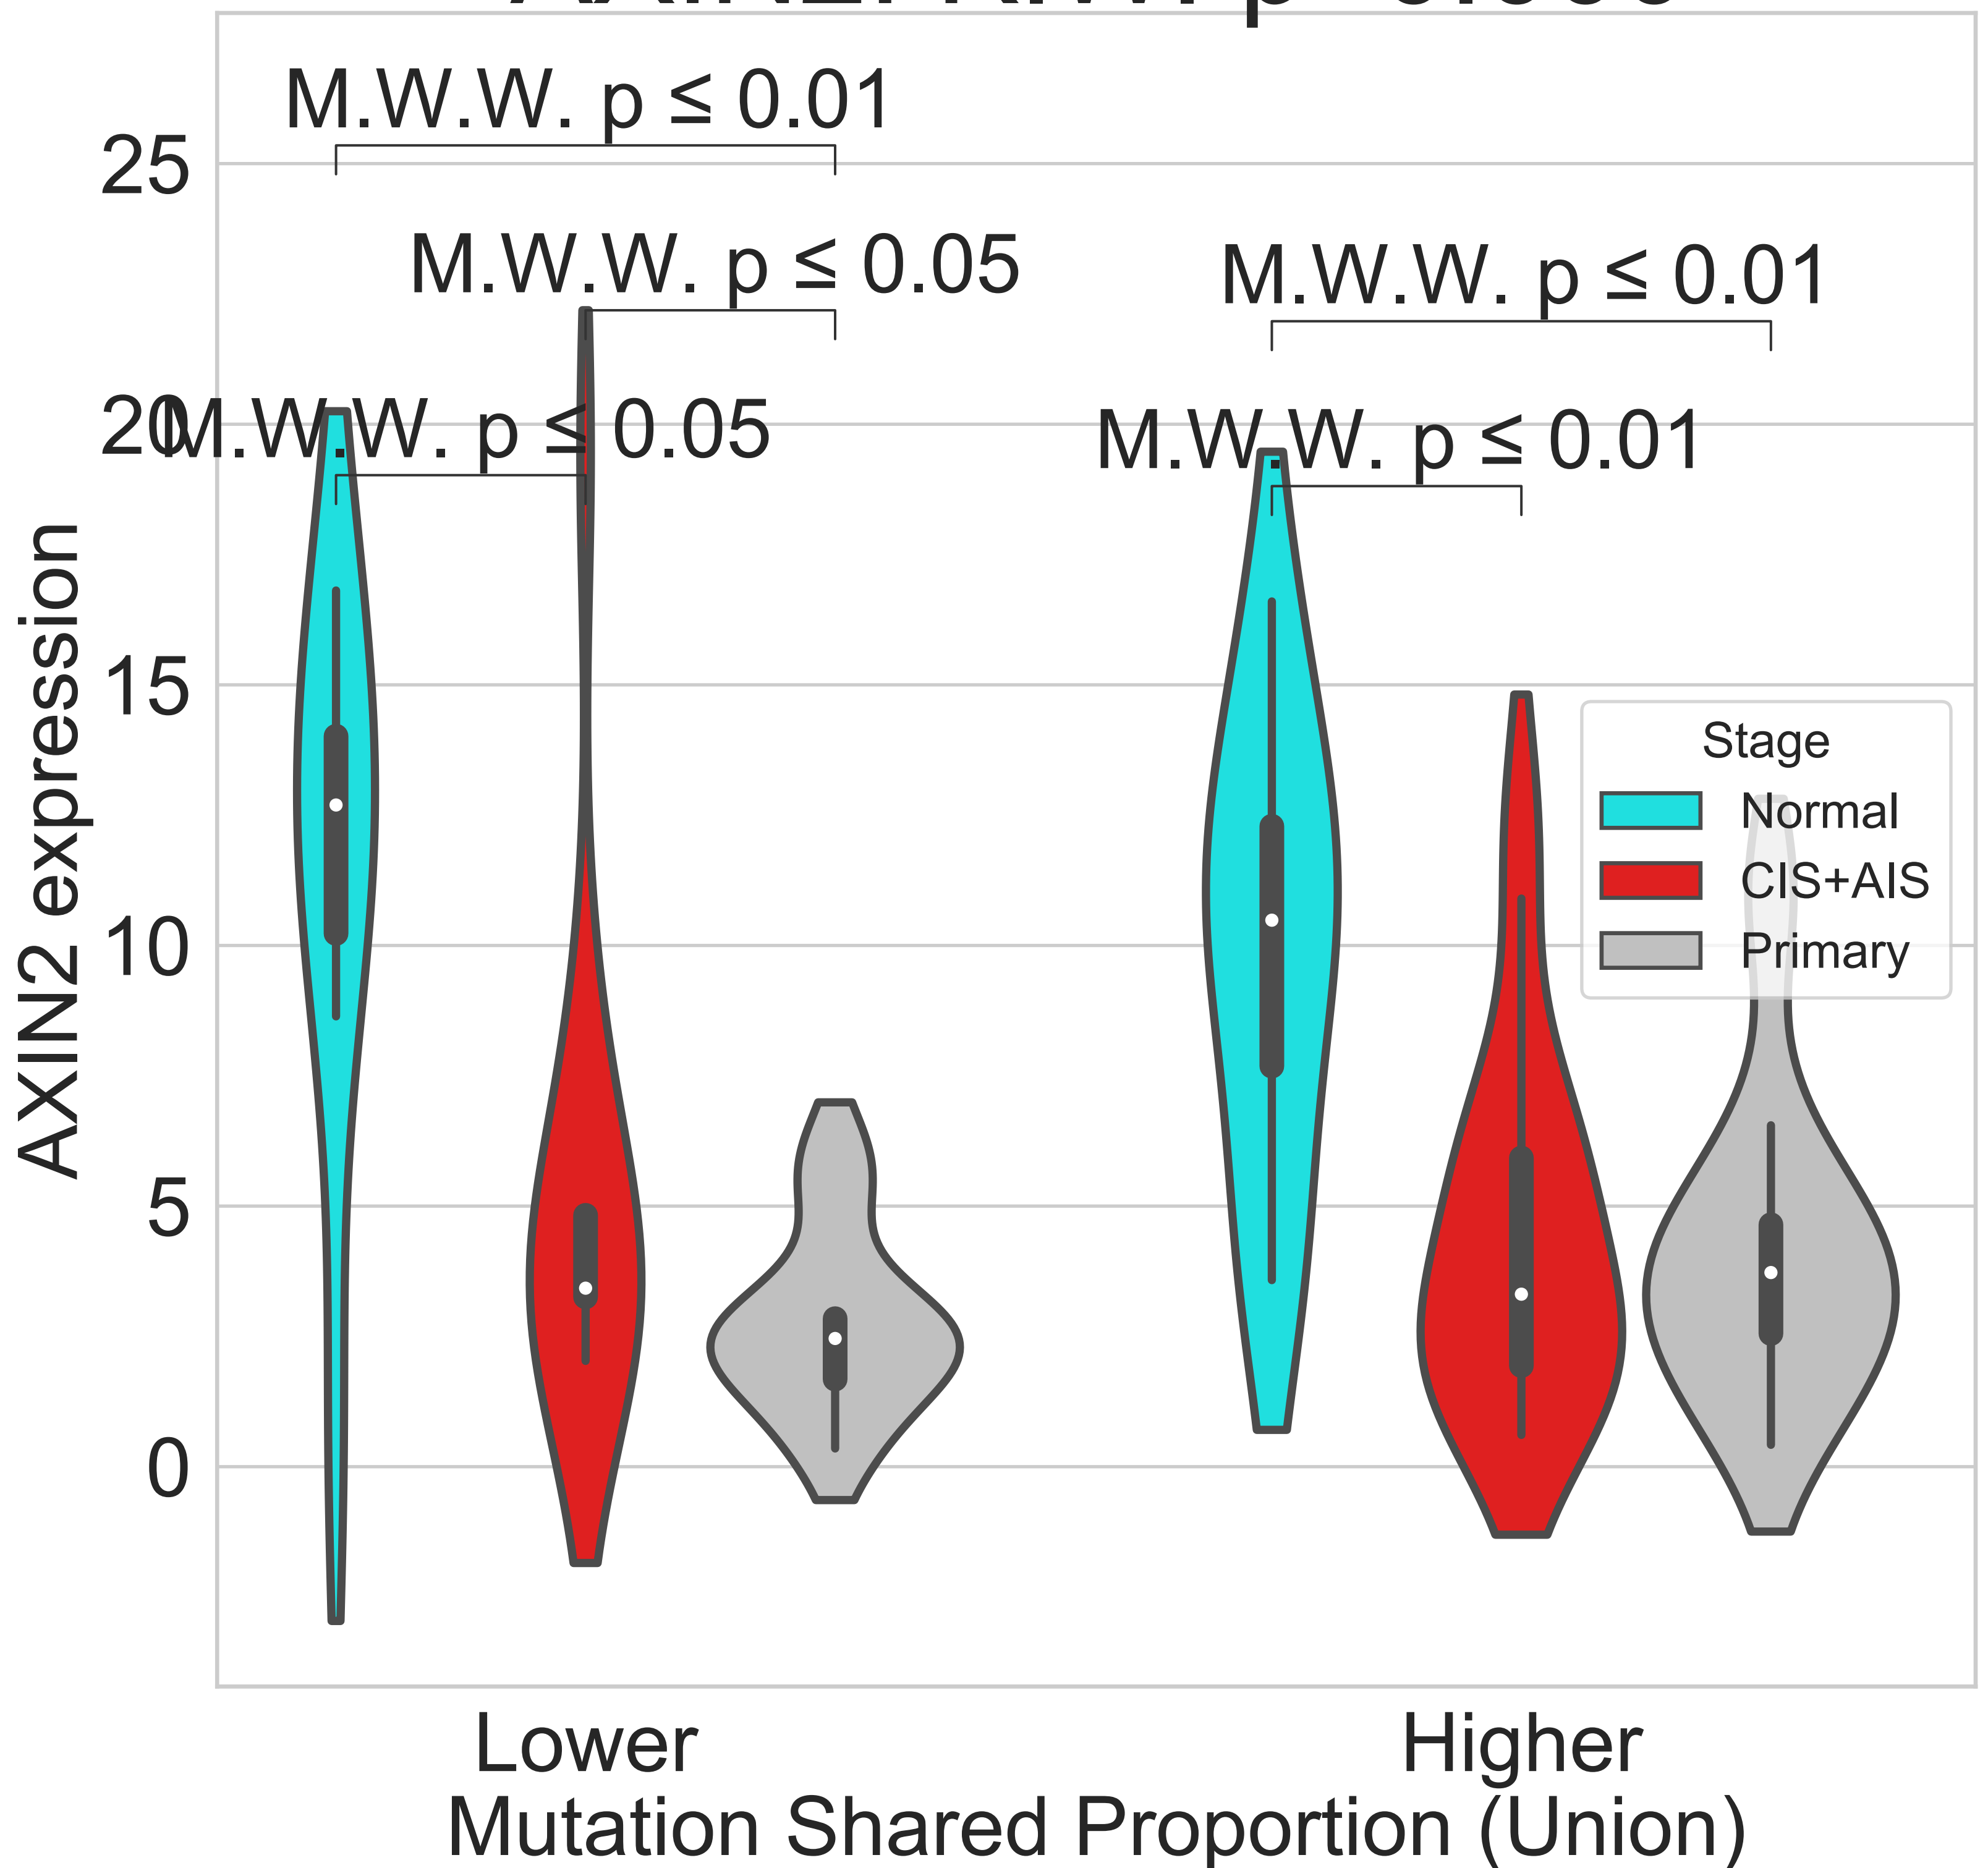 M.W.W. p ≤ 0.01
25
M.W.W. p ≤ 0.05
M.W.W. p ≤ 0.01
20
M.W.W. p ≤ 0.05
M.W.W. p ≤ 0.01
15
10
5
0
AXIN2 expression
Stage
Normal
CIS+AIS
Primary
Lower
Higher
Mutation Shared Proportion (Union)